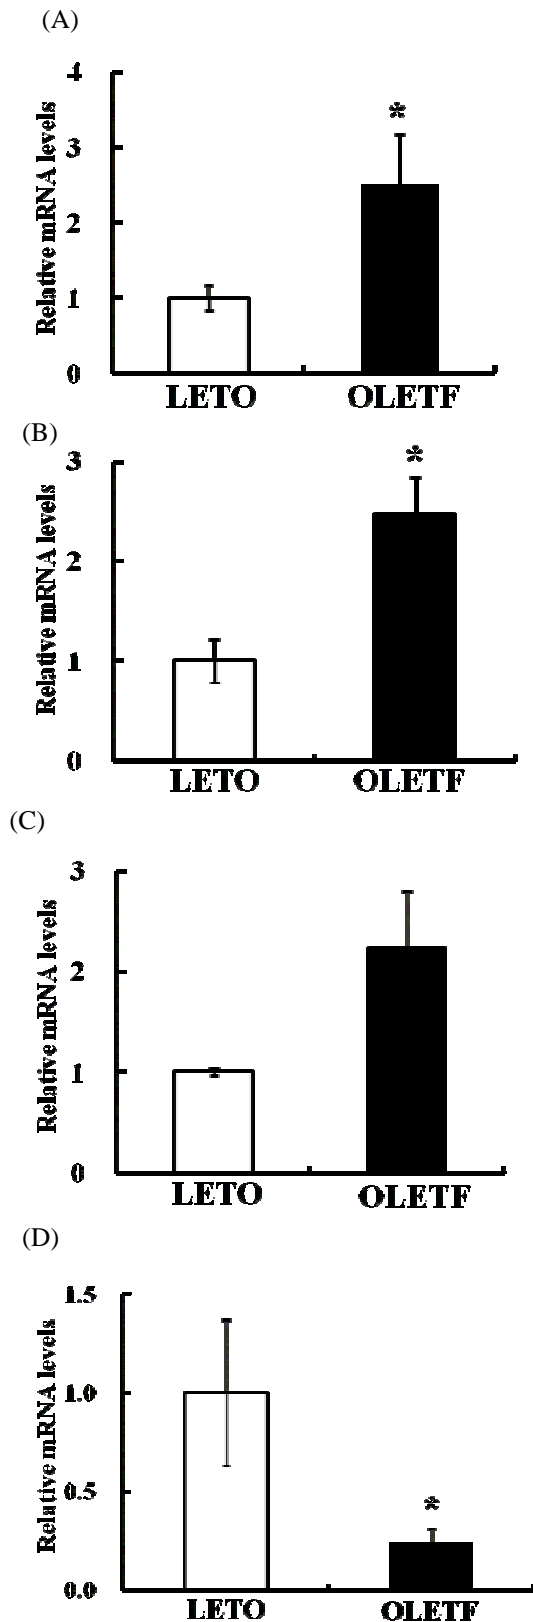 (A)
Relative mRNA levels
4
3
2
1
0
*
LETO OLETF
(B)
Relative mRNA levels
3
2
1
0
*
LETO OLETF
(C)
Relative mRNA levels
3
2
1
0
LETO OLETF
(D)
Relative mRNA levels
1.5
1.0
0.5
0.0
*
LETO OLETF